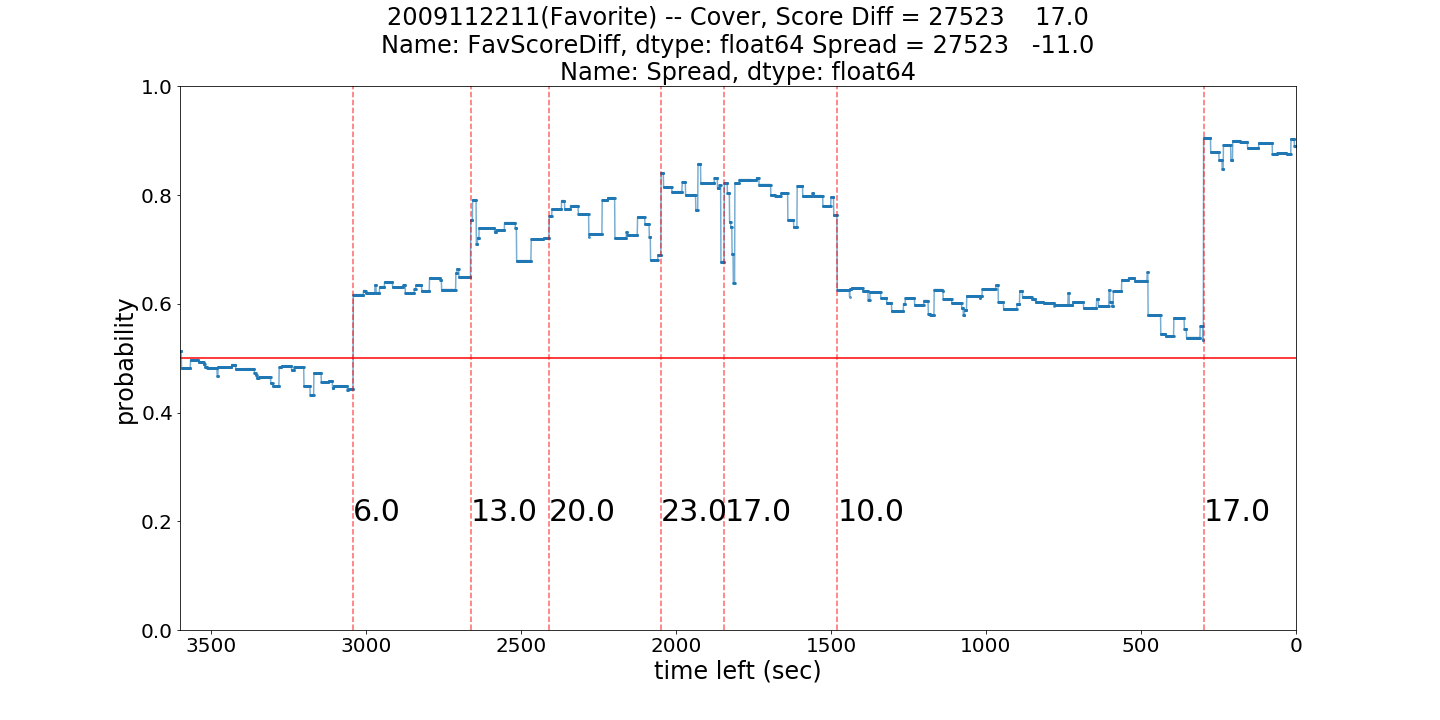 2009112211(Favorite) -- Cover, Score Diff = 27523    17.0
Name: FavScoreDiff, dtype: float64 Spread = 27523   -11.0
Name: Spread, dtype: float64
1.0
0.8
0.6
0.4
0.2
0.0
probability
6.0 13.0 20.0 23.0 17.0 10.0 17.0
3500 3000 2500 2000 1500 1000 500 0
time left (sec)